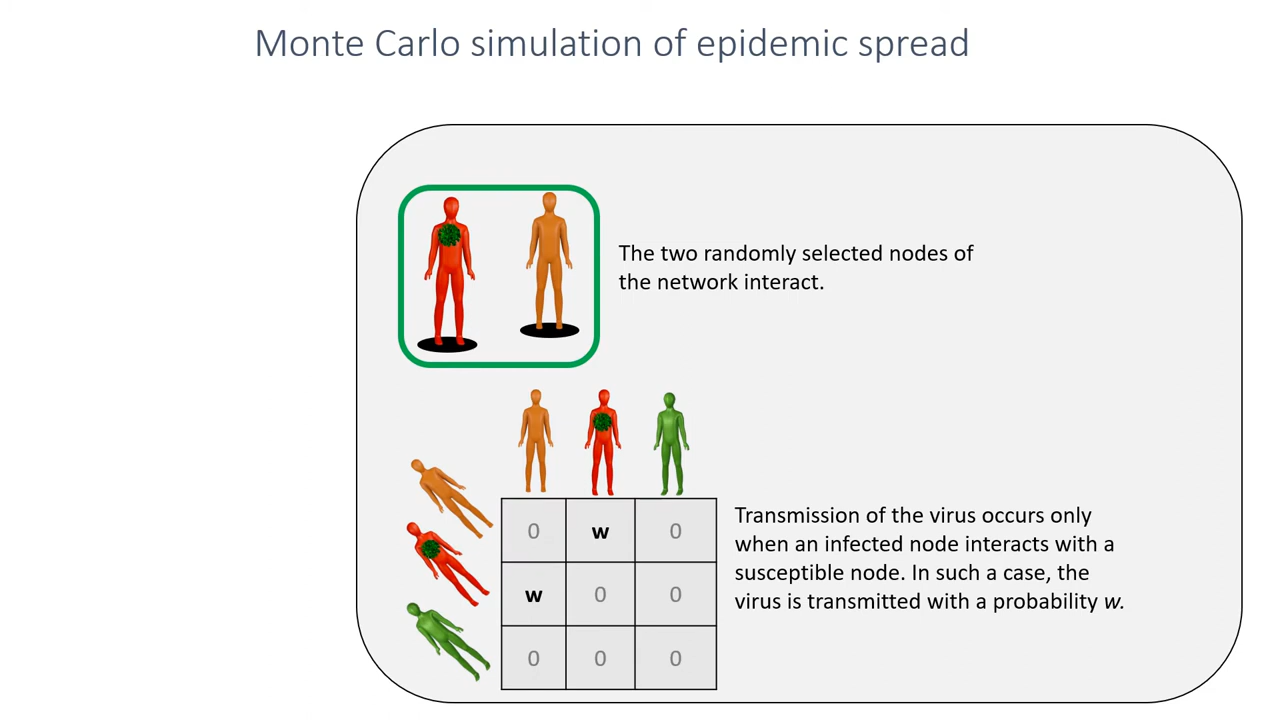 Monte Carlo simulation of epidemic spread
The two randomly selected nodes of
the network interact.
0 w 0
w 0 0
0 0 0
Transmission of the virus occurs only
when an infected node interacts with a
susceptible node. In such a case, the
virus is transmitted with a probability w.